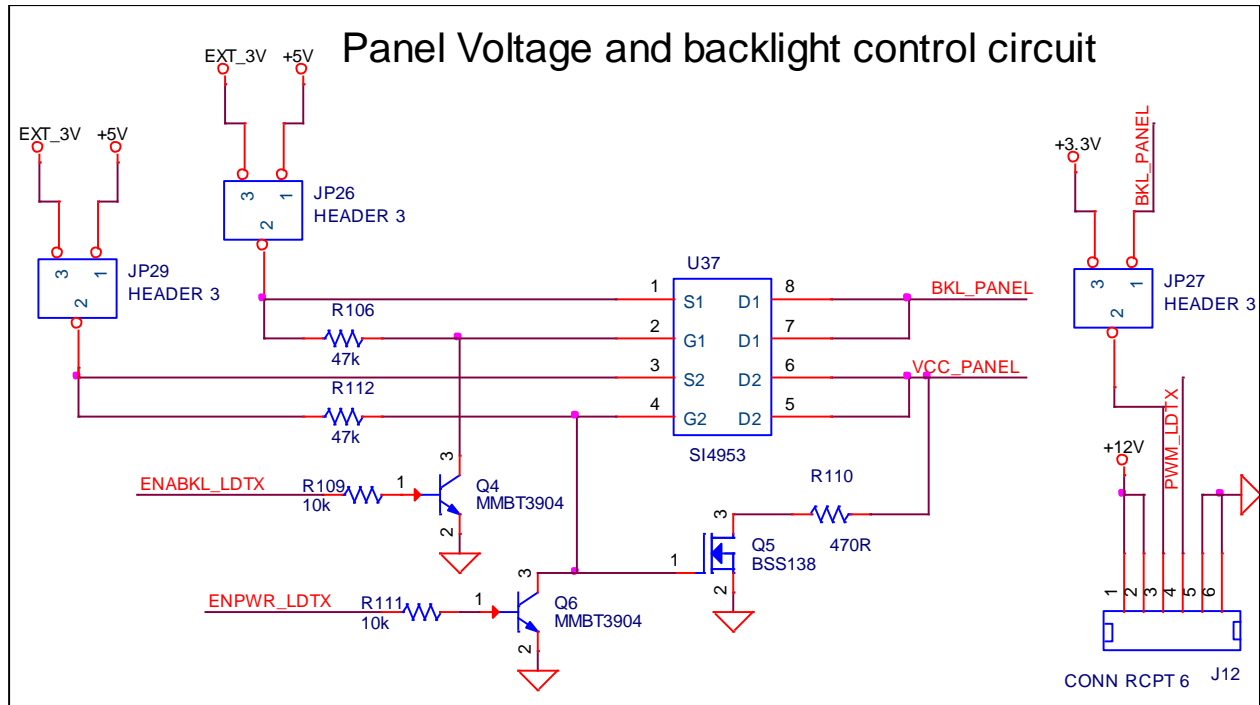 Panel Voltage and backlight control circuit
EXT_3V +5V
EXT_3V +5V
3 1
2
JP26
HEADER 3
3 1
2
JP29
HEADER 3
+3.3V
BKL_PANEL
3 1
2
JP27
HEADER 3
U37
1 S1 D1 8
2 G1 D1 7
3 S2 D2 6
4 G2 D2 5
SI4953
BKL_PANEL
VCC_PANEL
R106
47k
R112
47k
ENABKL_LDTX
R109
10k
1
3
2
Q4
MMBT3904
R110
470R
3
1
2
Q5
BSS138
ENPWR_LDTX
R111
10k
1
3
2
Q6
MMBT3904
+12V
PWM_LDTX
1 2 3 4 5 6
CONN RCPT 6
J12